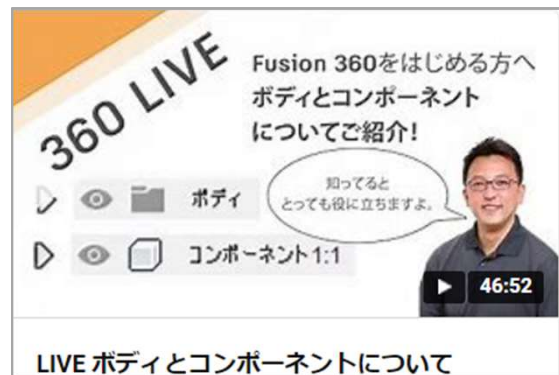 360 LIVE
Fusion 360をはじめる方へ
ボディとコンポーネント
についてご紹介!
知ってると
とっても役に立ちますよ。
ボディ
コンポーネント1:1
46:52
LIVE ボディとコンポーネントについて